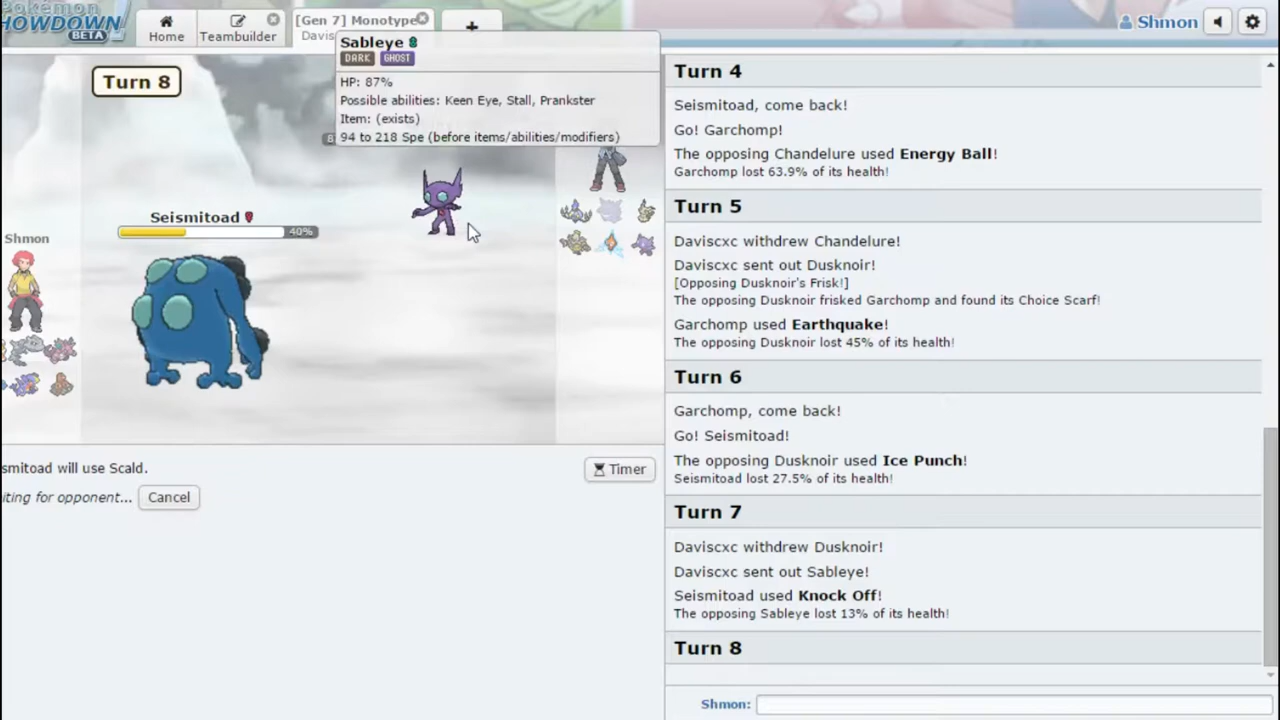 Pokémon
HOWDOWN
BETA
Home
Teambuilder
[Gen 7] Monotype
Davis
+
Shmon
Sableye
DARK GHOST
HP: 87%
Possible abilities: Keen Eye, Stall, Prankster
Item: (exists)
94 to 218 Spe (before items/abilities/modifiers)
Turn 8
8
Seismitoad
40%
Shmon
smitoad will use Scald.
iting for opponent...
Cancel
Timer
Turn 4
Seismitoad, come back!
Go! Garchomp!
The opposing Chandelure used Energy Ball!
Garchomp lost 63.9% of its health!
Turn 5
Daviscxc withdrew Chandelure!
Daviscxc sent out Dusknoir!
[Opposing Dusknoir's Frisk!]
The opposing Dusknoir frisked Garchomp and found its Choice Scarf!
Garchomp used Earthquake!
The opposing Dusknoir lost 45% of its health!
Turn 6
Garchomp, come back!
Go! Seismitoad!
The opposing Dusknoir used Ice Punch!
Seismitoad lost 27.5% of its health!
Turn 7
Daviscxc withdrew Dusknoir!
Daviscxc sent out Sableye!
Seismitoad used Knock Off!
The opposing Sableye lost 13% of its health!
Turn 8
Shmon: